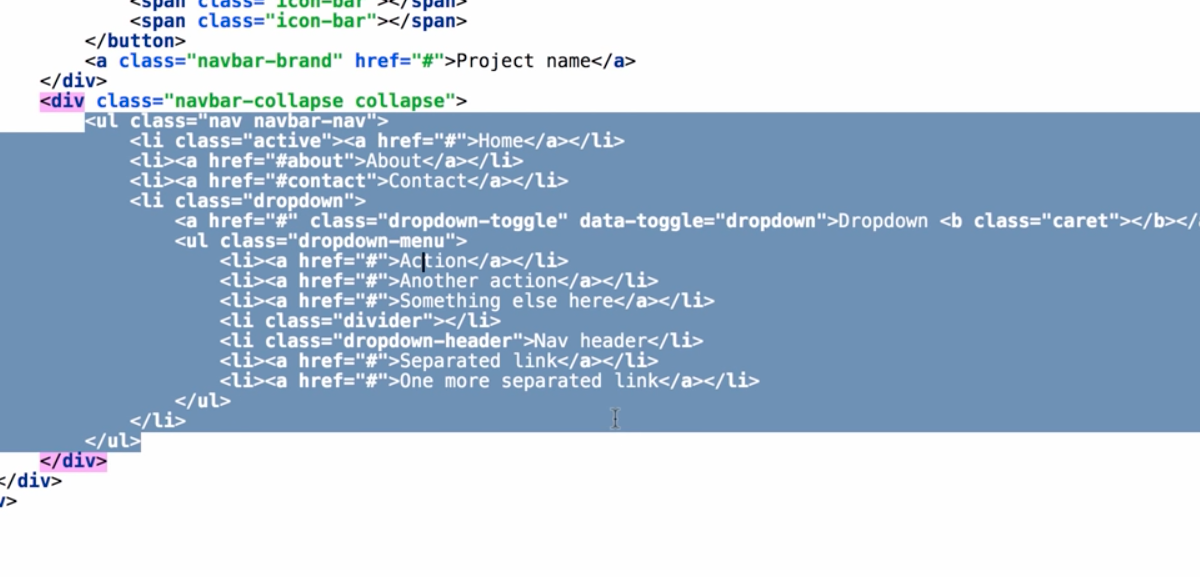 <span class="icon-bar"></span>
<span class="icon-bar"></span>
</button>
<a class="navbar-brand" href="#">Project name</a>
</div>
<div class="navbar-collapse collapse">
<ul class="nav navbar-nav">
<li class="active"><a href="#">Home</a></li>
<li><a href="#about">About</a></li>
<li><a href="#contact">Contact</a></li>
<li class="dropdown">
<a href="#" class="dropdown-toggle" data-toggle="dropdown">Dropdown <b class="caret"></b></
<ul class="dropdown-menu">
<li><a href="#">Action</a></li>
<li><a href="#">Another action</a></li>
<li><a href="#">Something else here</a></li>
<li class="divider"></li>
<li class="dropdown-header">Nav header</li>
<li><a href="#">Separated link</a></li>
<li><a href="#">One more separated link</a></li>
</ul>
</li>
</ul>
</div>
</div>
v>